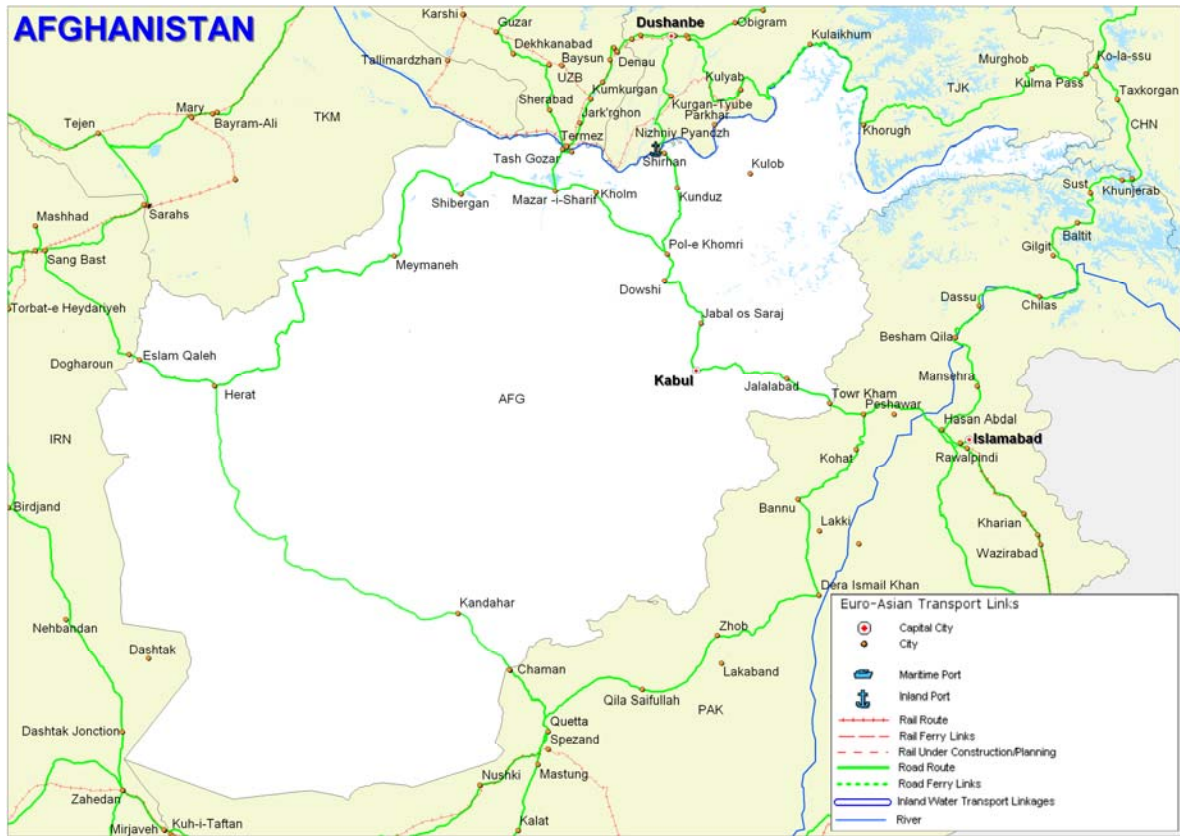 AFGHANISTAN
Karshi
Guzar
Dushanbe
Obigram
Kulaikhum
Dekhkanabad
Tallimardzhan
Baysun
Denau
UZB
Kulyab
Murghob
Ko-la-ssu
Kulma Pass
TJK
Kumkurgan
Sherabad
Kurgan-Tyube
Taxkorgan
Mary
Bayram-Ali
TKM
Jark'rghon
Parkhar
Tejen
Termez
Nizhniy Pyandzh
Khorugh
CHN
Tash Gozar
Shirhan
Kulob
Sust
Khunjerab
Shibergan
Mazar -i-Sharif
Kholm
Kunduz
Mashhad
Sarahs
Baltit
Sang Bast
Meymaneh
Pol-e Khomri
Gilgit
Dowshi
Torbat-e Heydariyeh
Dassu
Chilas
Jabal os Saraj
Besham Qila
Dogharoun
Eslam Qaleh
Herat
Kabul
Jalalabad
Mansehra
AFG
Towr Kham
Peshawar
Hasan Abdal
IRN
Islamabad
Kohat
Rawalpindi
Birdjand
Bannu
Lakki
Kharian
Wazirabad
Kandahar
Dera Ismail Khan
Nehbandan
Zhob
Dashtak
Chaman
Lakaband
Qila Saifullah
PAK
Dashtak Jonction
Quetta
Spezand
Nushki
Mastung
Zahedan
Mirjaveh
Kuh-i-Taftan
Kalat
Euro-Asian Transport Links
Capital City
City
Maritime Port
Inland Port
Rail Route
Rail Ferry Links
Rail Under Construction/Planning
Road Route
Road Ferry Links
Inland Water Transport Linkages
River